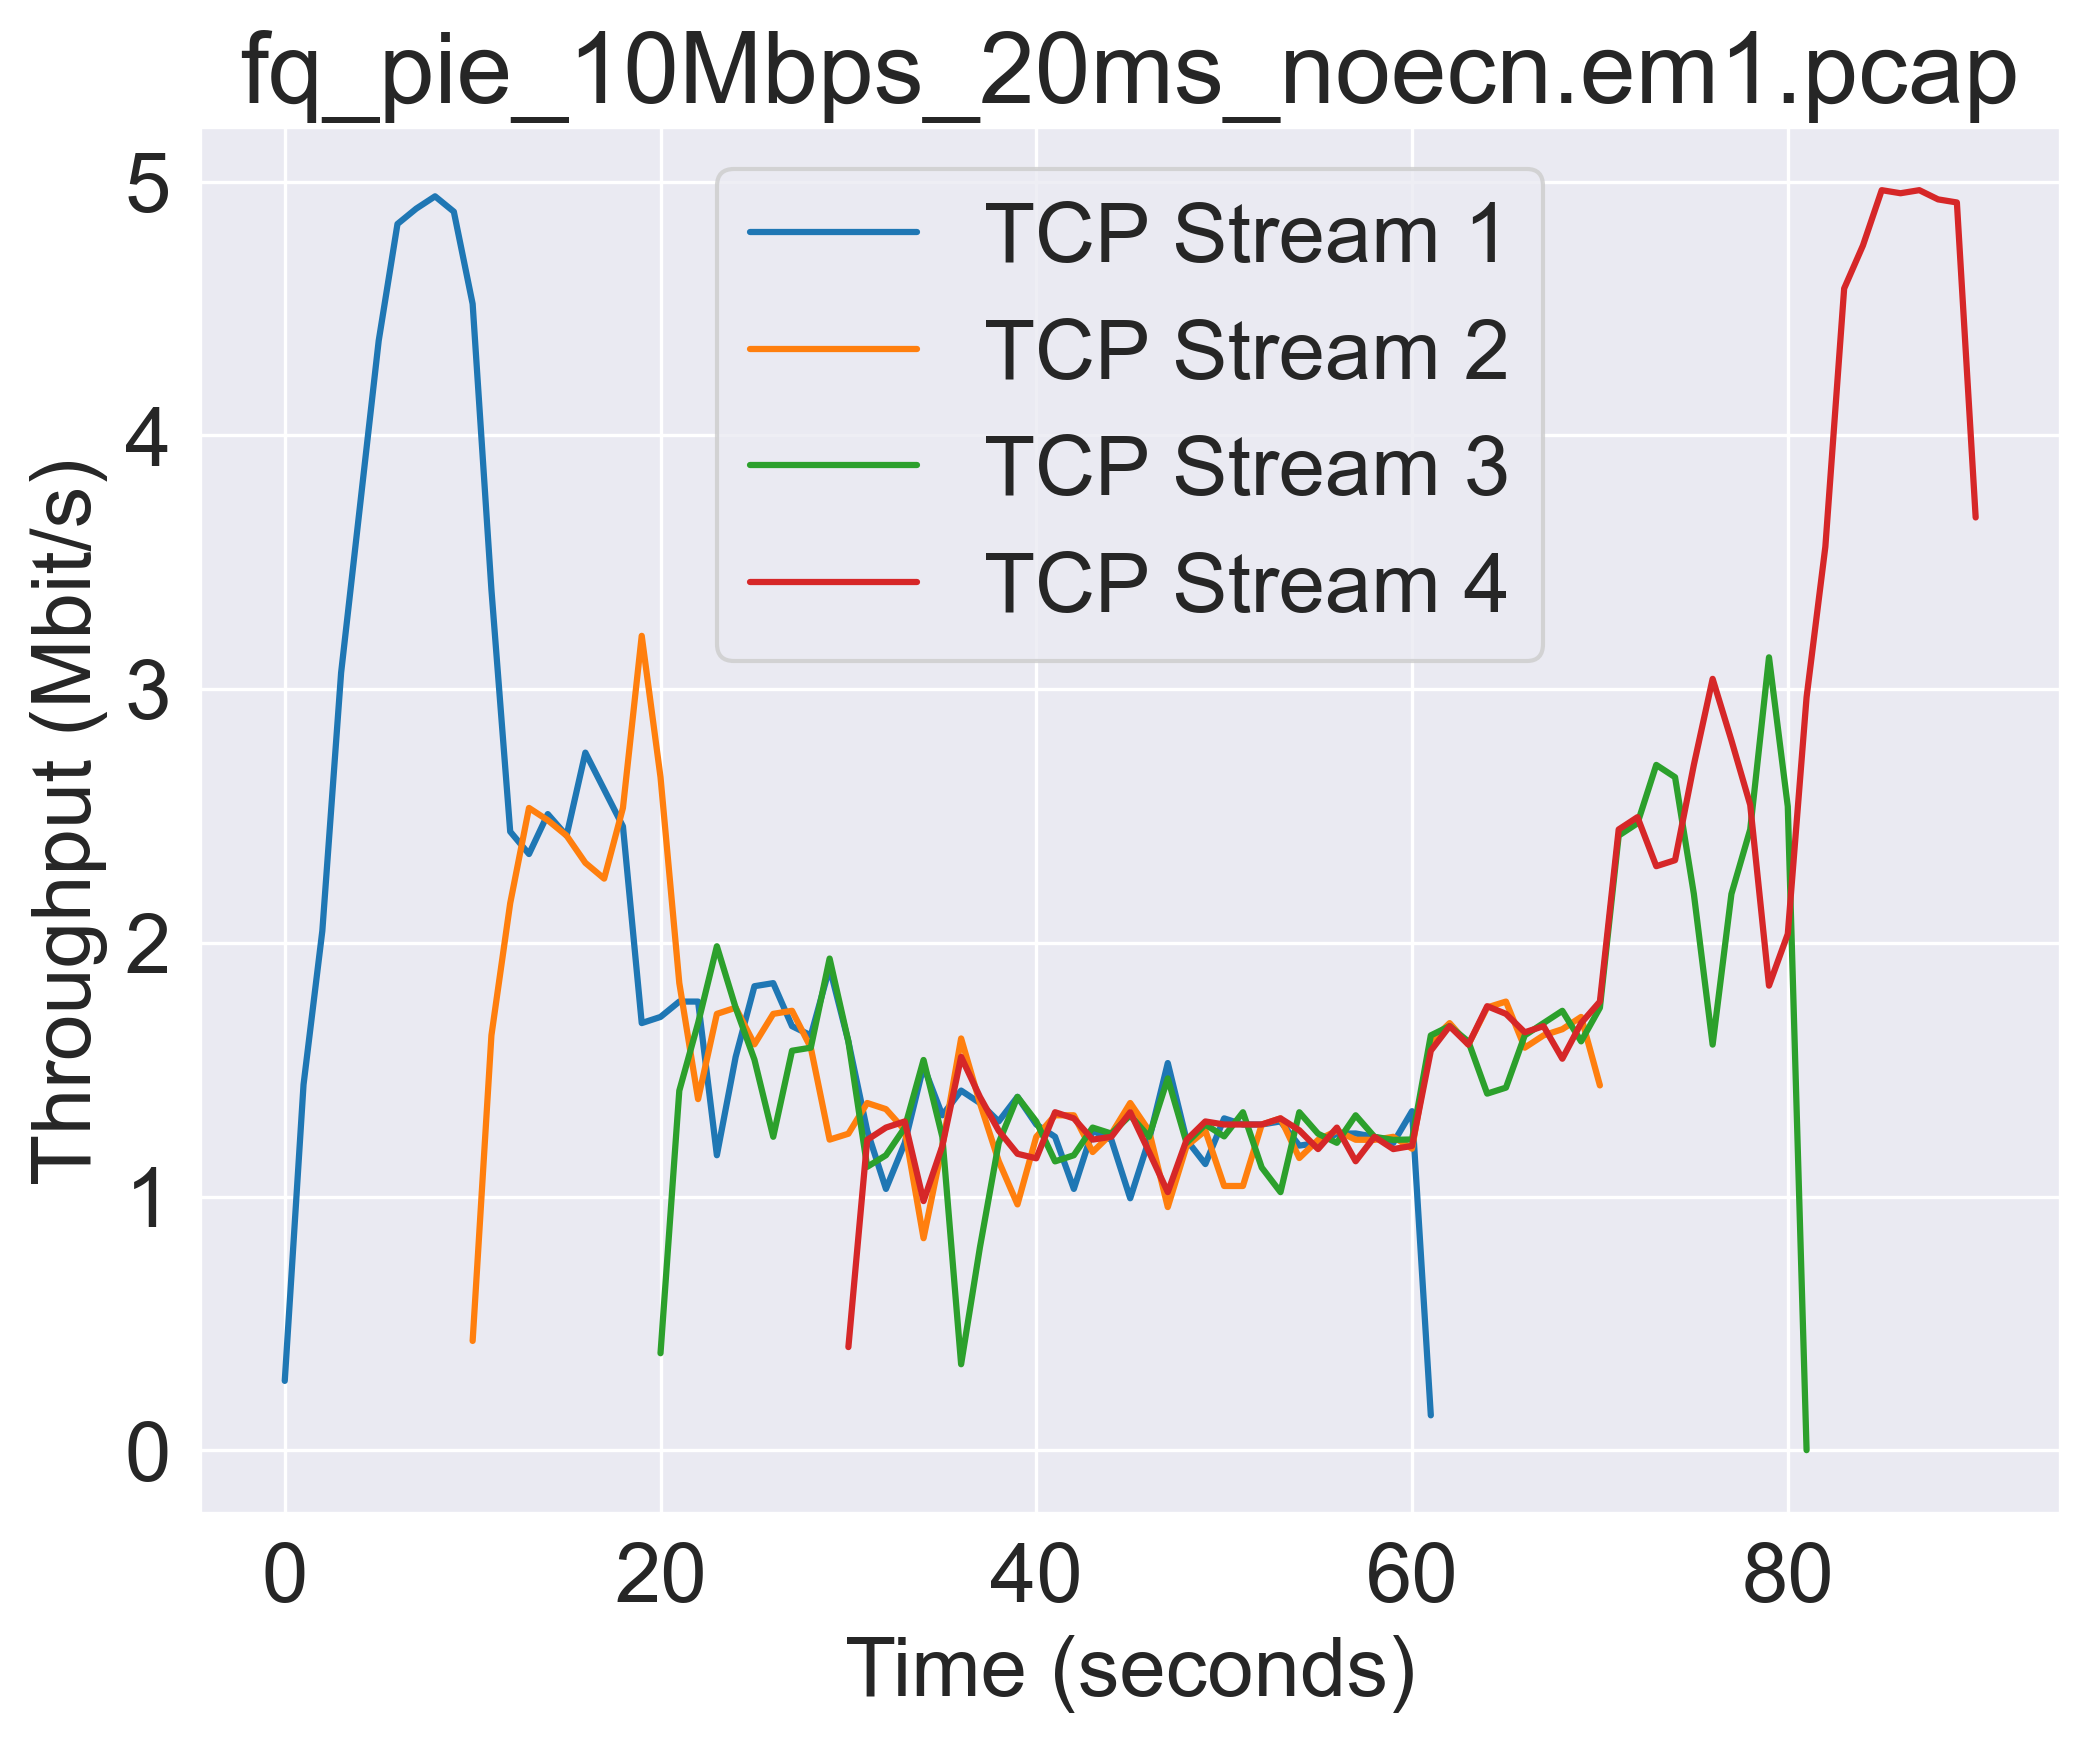 fq_pie_10Mbps_20ms_noecn.em1.pcap
TCP Stream 1
TCP Stream 2
TCP Stream 3
TCP Stream 4
Throughput (Mbit/s)
5
4
3
2
1
0
0 20 40 60 80
Time (seconds)